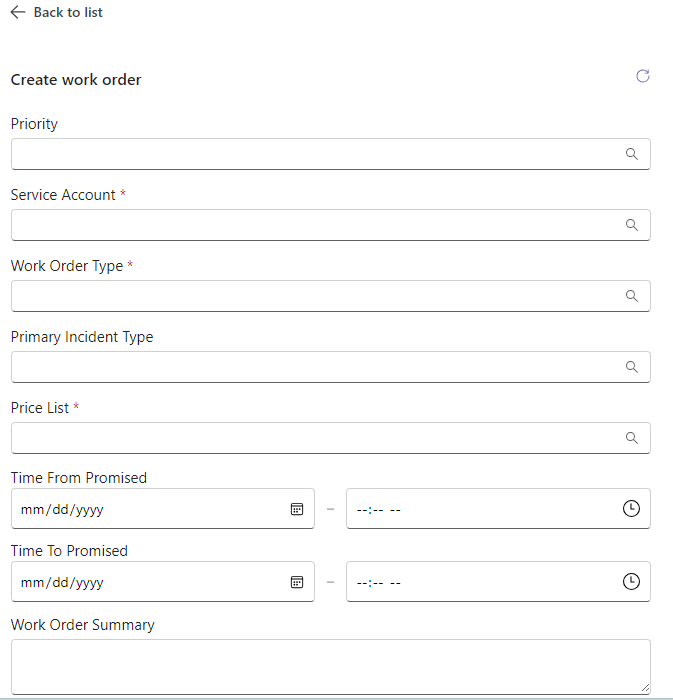 Back to list
Create work order
Priority
Service Account *
Work Order Type *
Primary Incident Type
Price List *
Time From Promised
mm/dd/yyyy – --:-- --
Time To Promised
mm/dd/yyyy – --:-- --
Work Order Summary